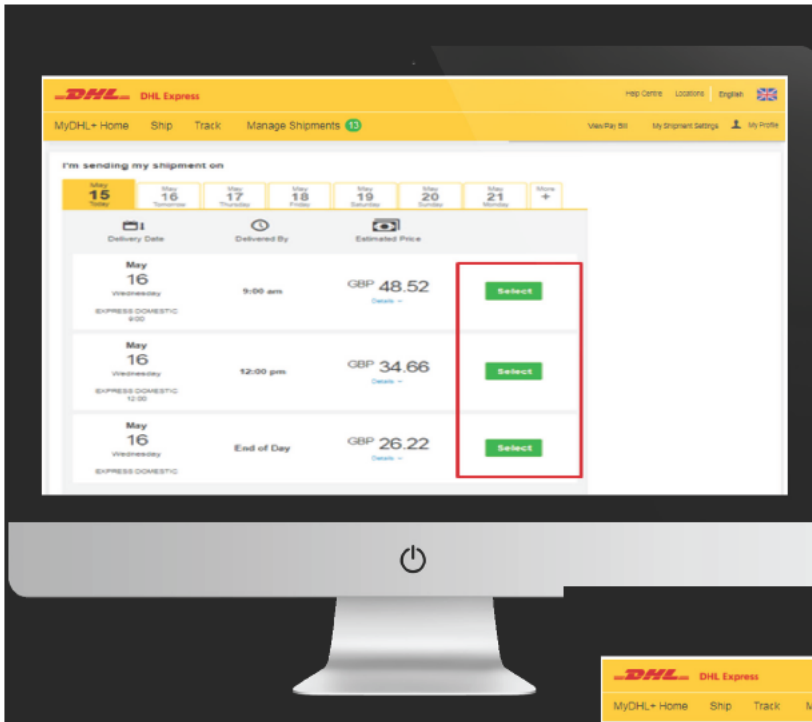 DHL DHL Express Help Centre Locations English
MyDHL+ Home Ship Track Manage Shipments 13 View/Pay Bill My Shipment Settings My Profile
I'm sending my shipment on
May May May May May May May More
15 16 17 18 19 20 21 +
Today Tomorrow Thursday Friday Saturday Sunday Monday
Delivery Date Delivered By Estimated Price
May
16 9:00 am GBP 48.52 Select
Wednesday Details
EXPRESS DOMESTIC
9:00
May
16 12:00 pm GBP 34.66 Select
Wednesday Details
EXPRESS DOMESTIC
12:00
May
16 End of Day GBP 26.22 Select
Wednesday Details
EXPRESS DOMESTIC
DHL DHL Express
MyDHL+ Home Ship Track M